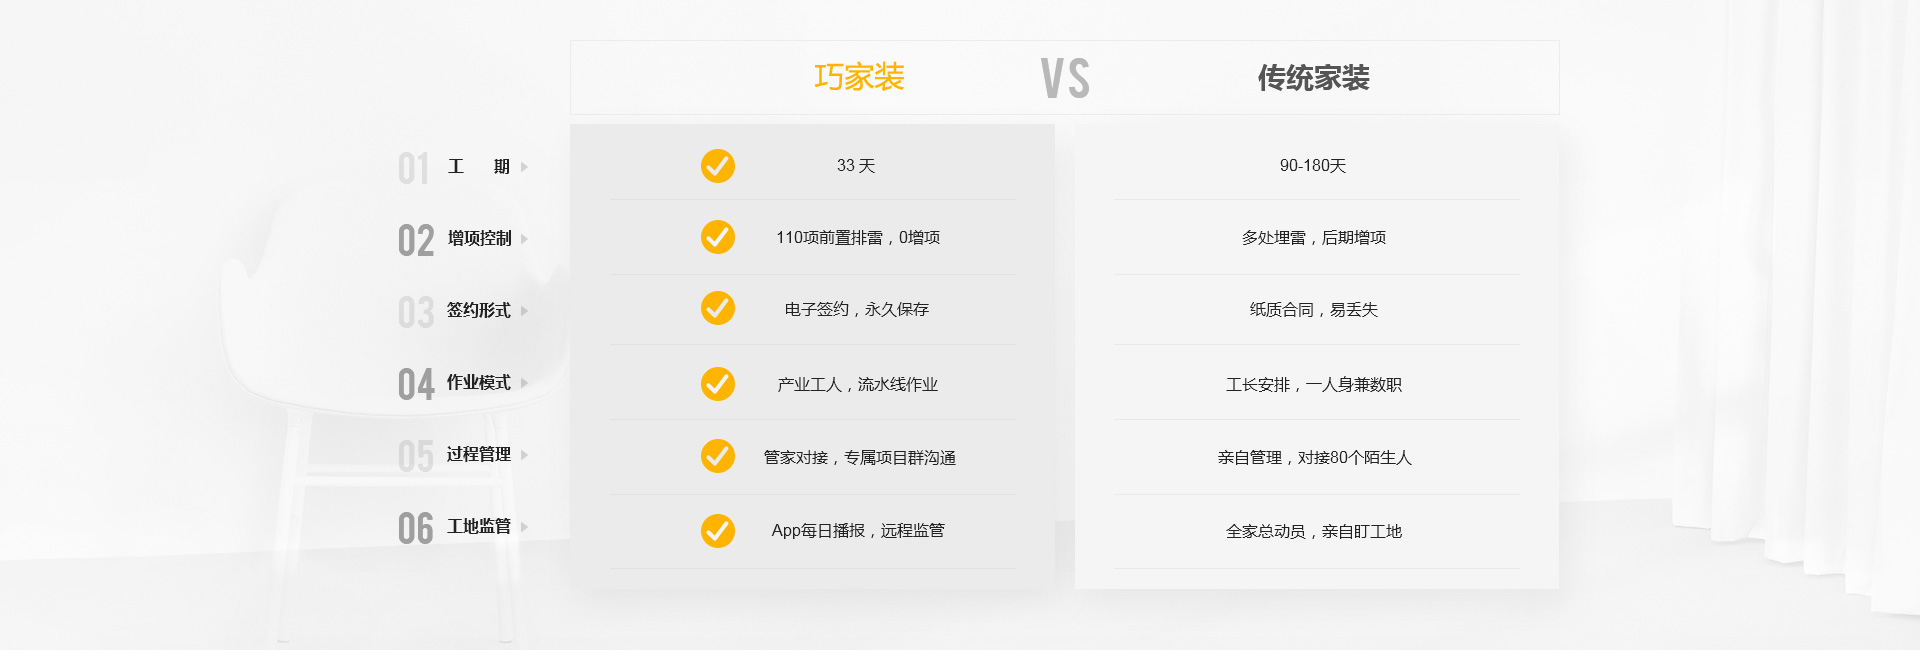 巧家装 VS 传统家装
01 工 期 33 天 90-180天
02 增项控制 110项前置排雷，0增项 多处埋雷，后期增项
03 签约形式 电子签约，永久保存 纸质合同，易丢失
04 作业模式 产业工人，流水线作业 工长安排，一人身兼数职
05 过程管理 管家对接，专属项目群沟通 亲自管理，对接80个陌生人
06 工地监管 App每日播报，远程监管 全家总动员，亲自盯工地